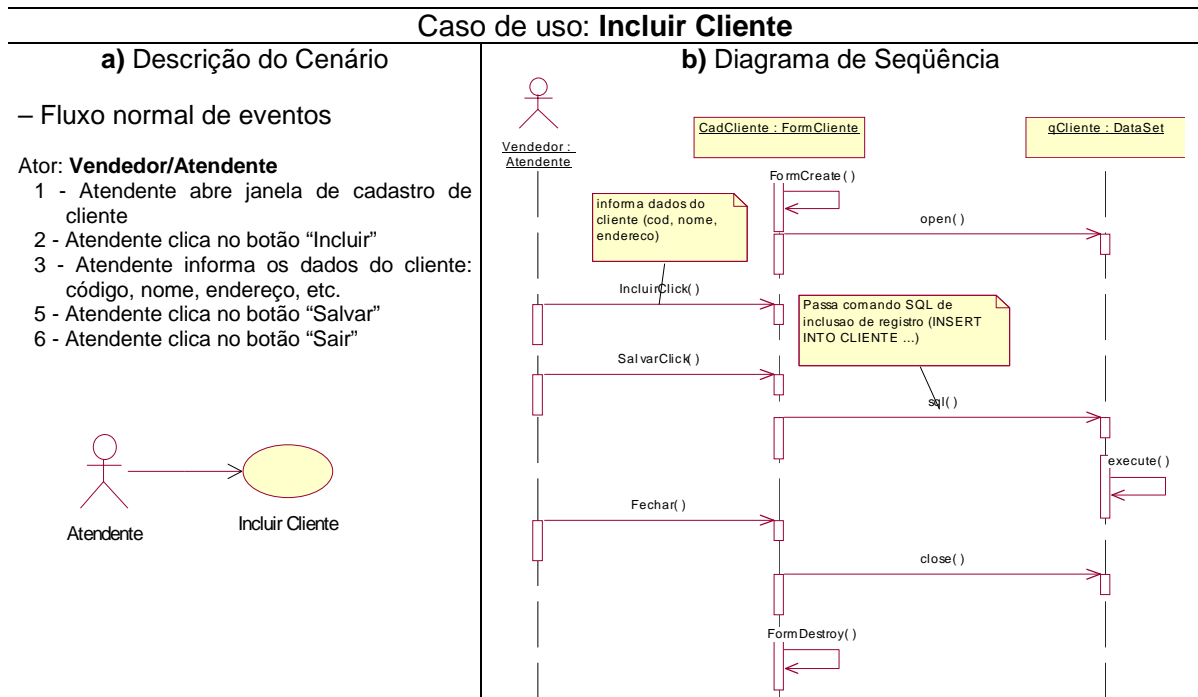 Caso de uso: Incluir Cliente
a) Descrição do Cenário
– Fluxo normal de eventos
Ator: Vendedor/Atendente
1 - Atendente abre janela de cadastro de
cliente
2 - Atendente clica no botão “Incluir”
3 - Atendente informa os dados do cliente:
código, nome, endereço, etc.
5 - Atendente clica no botão “Salvar”
6 - Atendente clica no botão “Sair”
Atendente
Incluir Cliente
b) Diagrama de Seqüência
Vendedor :
Atendente
CadCliente : FormCliente
qCliente : DataSet
FormCreate( )
informa dados do
cliente (cod, nome,
endereco)
open( )
IncluirClick( )
Passa comando SQL de
inclusao de registro (INSERT
INTO CLIENTE ...)
SalvarClick( )
sql( )
execute( )
Fechar( )
close( )
FormDestroy( )